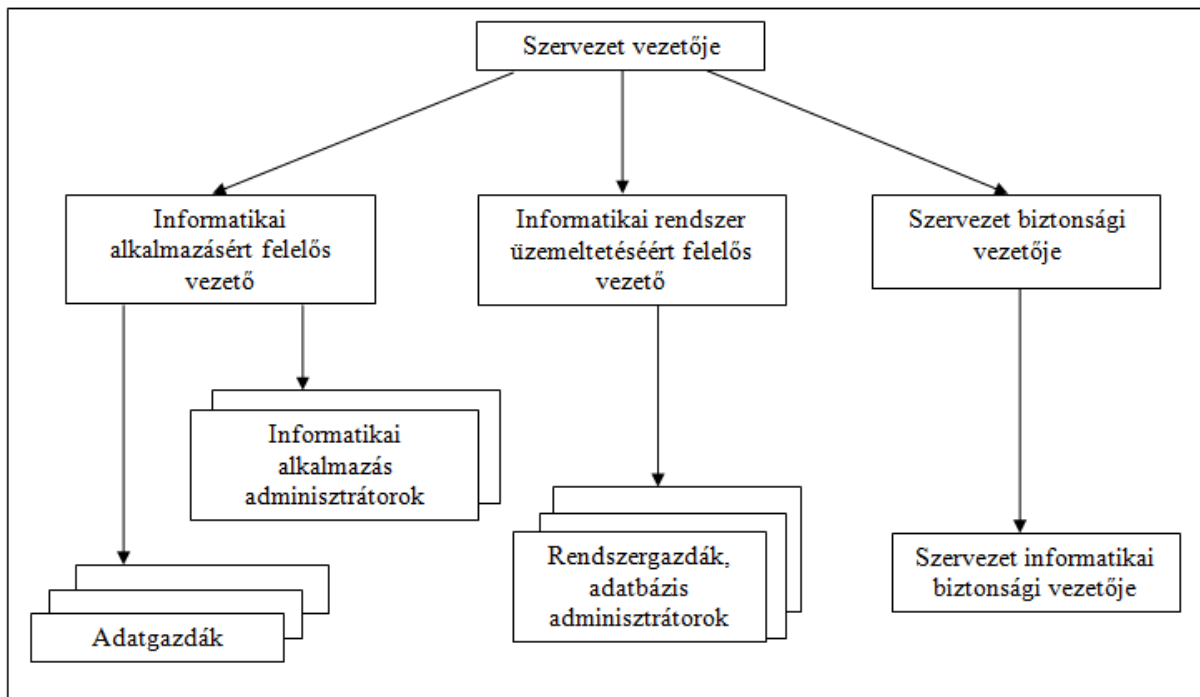 Szervezet vezetője
Informatikai
alkalmazásért felelős
vezető
Informatikai rendszer
üzemeltetéséért felelős
vezető
Szervezet biztonsági
vezetője
Informatikai
alkalmazás
adminisztrátorok
Rendszergazdák,
adatbázis
adminisztrátorok
Szervezet informatikai
biztonsági vezetője
Adatgazdák